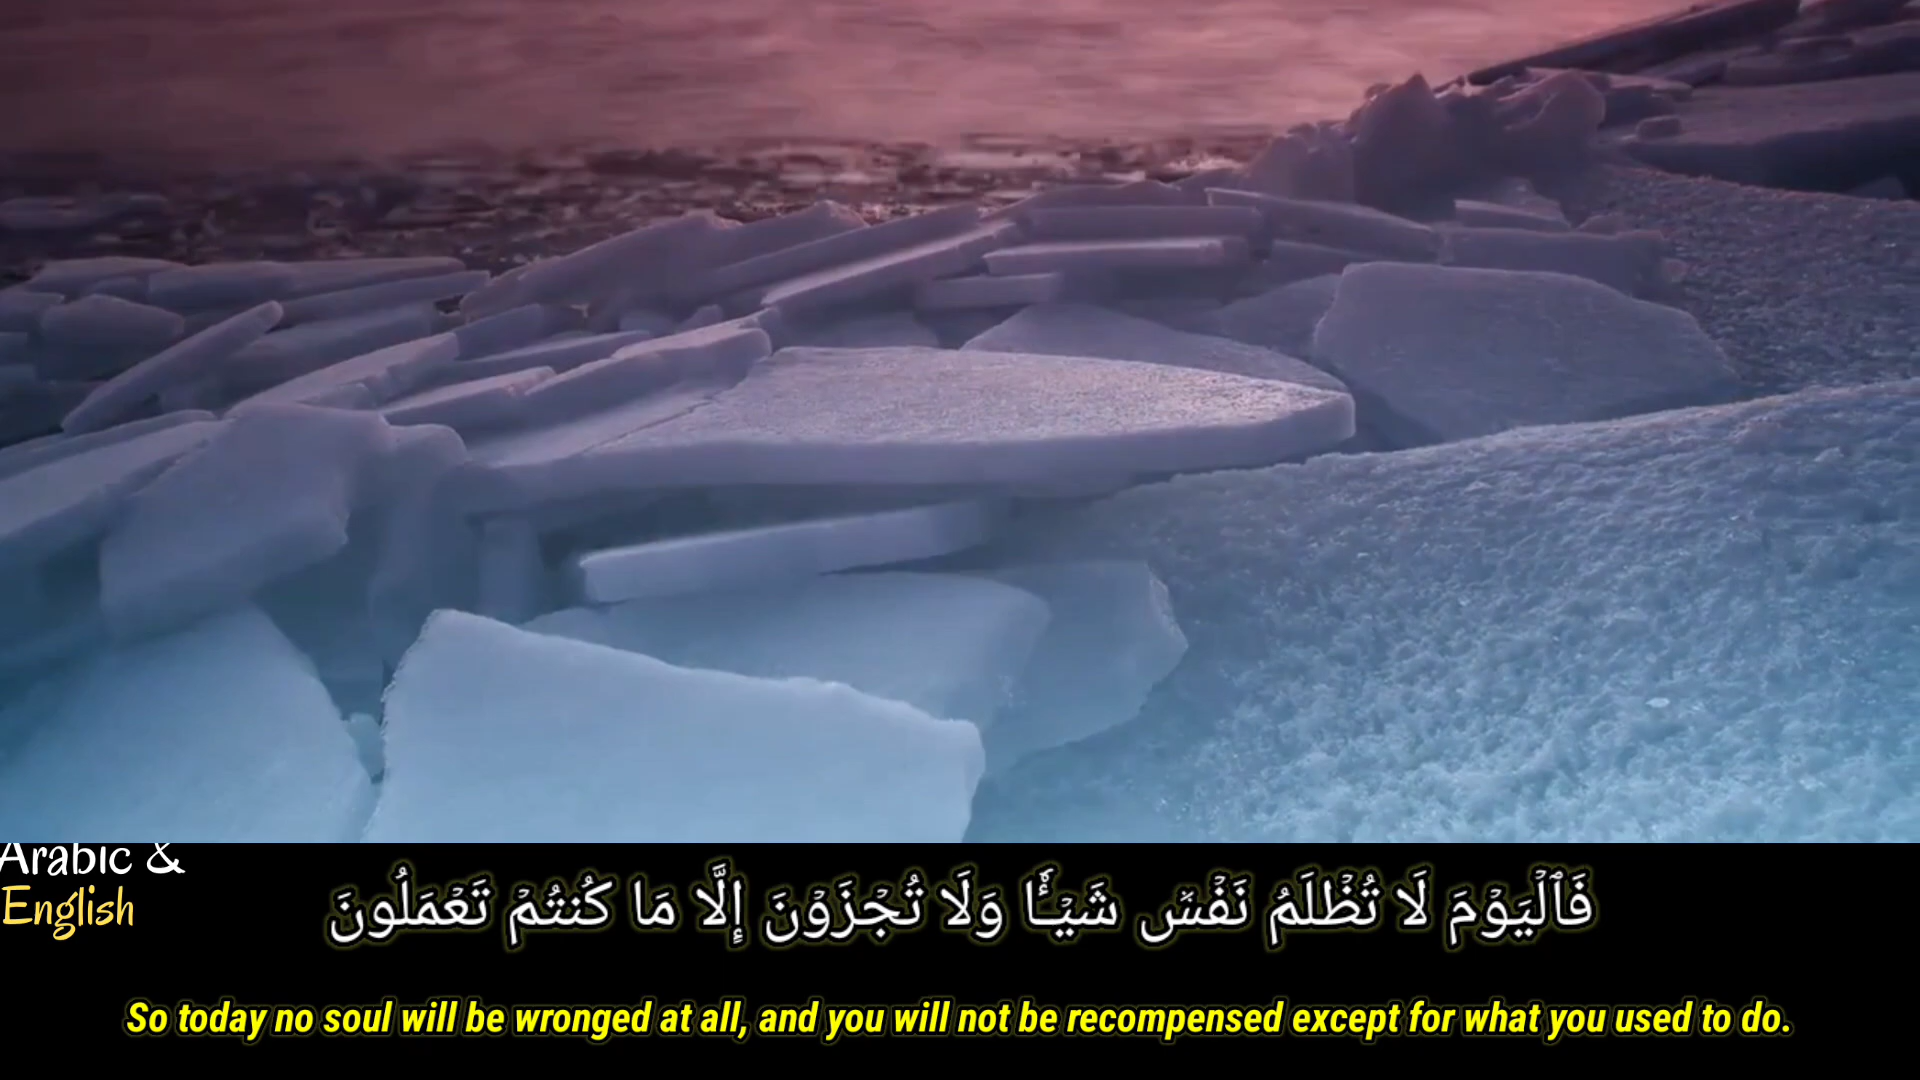 Arabic &
English
فَٱلْيَوْمَ لَا تُظْلَمُ نَفْسٌ شَيْـًٔا وَلَا تُجْزَوْنَ إِلَّا مَا كُنتُمْ تَعْمَلُونَ
So today no soul will be wronged at all, and you will not be recompensed except for what you used to do.